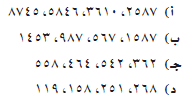 أ) ٢٥٨٧، ٣٦١٠، ٥٨٤٦، ٨٧٤٥
ب) ١٥٨٧، ٥٦٧، ٩٨٧، ١٤٥٣
جـ) ٣٦٢، ٥٤٢، ٤٦٤، ٥٥٨
د) ٢٦٨، ٢٥١، ١٥٨، ١١٩